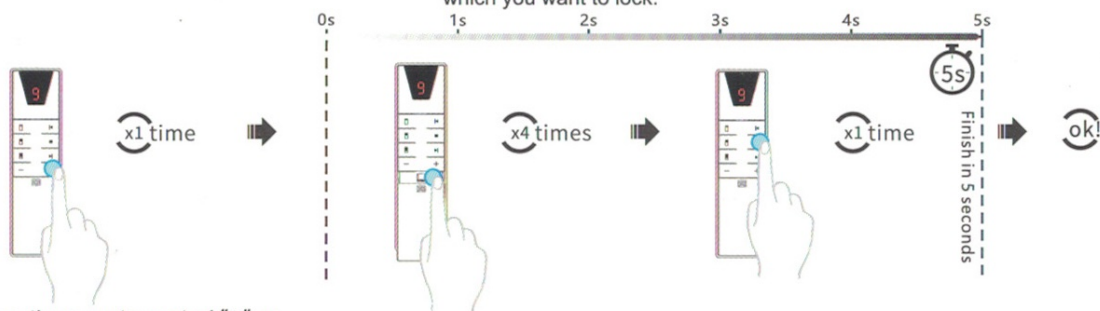 which you want to lock.
0s 1s 2s 3s 4s 5s
5s
9
x1 time
9
x4 times
9
x1 time
Finish in 5 seconds
ok!